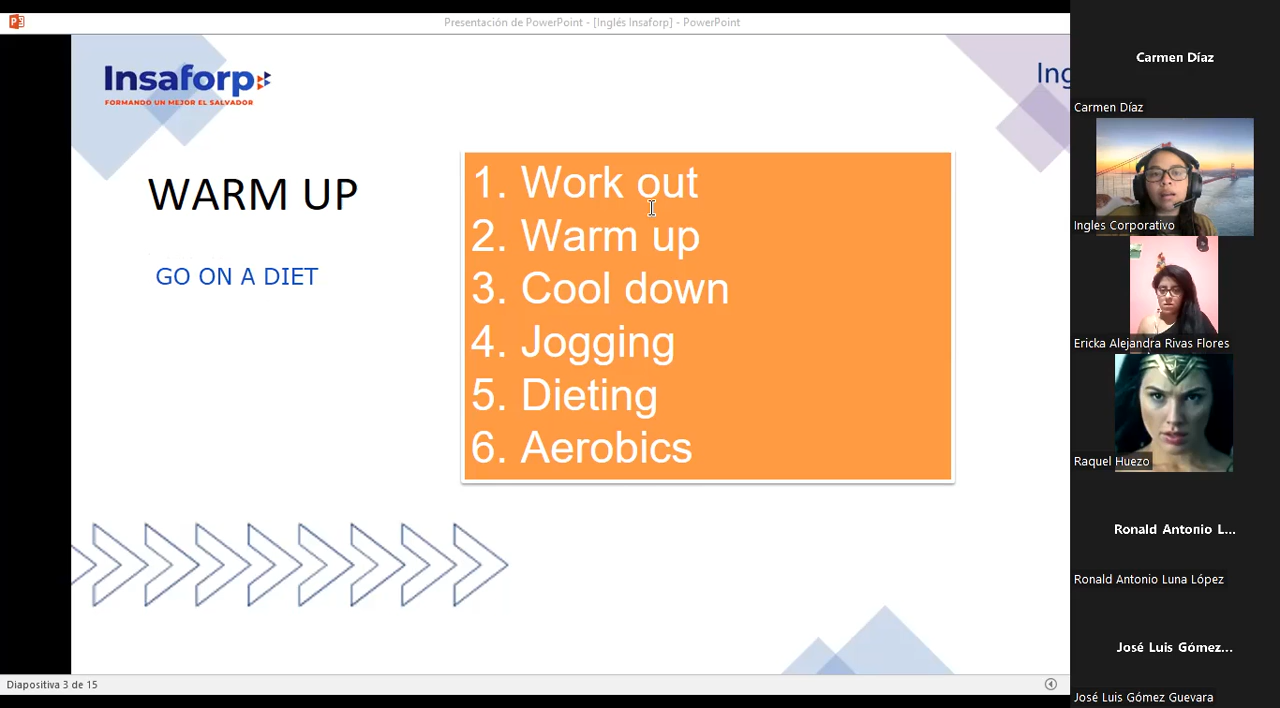 Presentación de PowerPoint - [Inglés Insaforp] - PowerPoint
Insaforp
FORMANDO UN MEJOR EL SALVADOR
Ing
WARM UP
GO ON A DIET
1. Work out
2. Warm up
3. Cool down
4. Jogging
5. Dieting
6. Aerobics
Diapositiva 3 de 15
Carmen Díaz
Carmen Díaz
Ingles Corporativo
Ericka Alejandra Rivas Flores
Raquel Huezo
Ronald Antonio L...
Ronald Antonio Luna López
José Luis Gómez...
José Luis Gómez Guevara